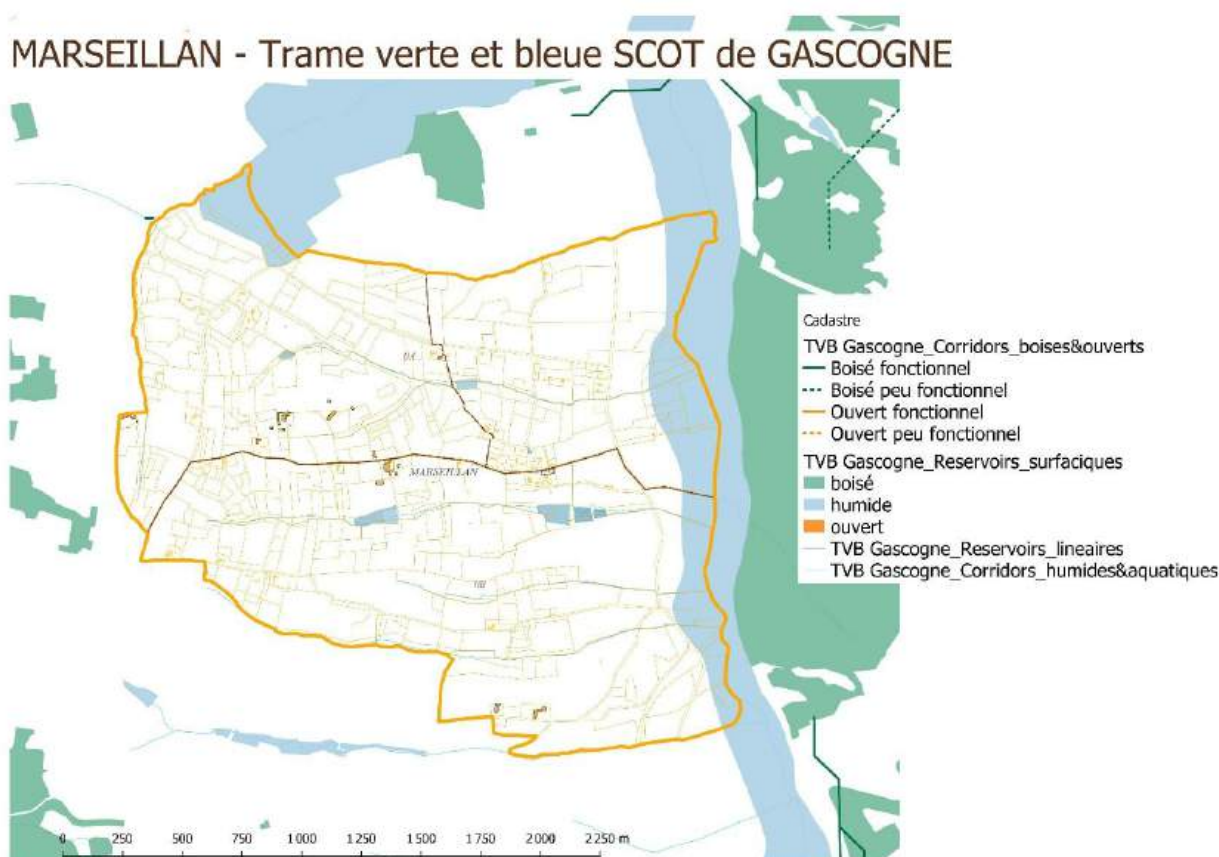 MARSEILLAN - Trame verte et bleue SCOT de GASCOGNE
Cadastre
TVB Gascogne_Corridors_boises&ouverts
Boisé fonctionnel
Boisé peu fonctionnel
Ouvert fonctionnel
Ouvert peu fonctionnel
TVB Gascogne_Reservoirs_surfaciques
boisé
humide
ouvert
TVB Gascogne_Reservoirs_lineaires
TVB Gascogne_Corridors_humides&aquatiques
MARSEILLAN
0 250 500 750 1000 1250 1500 1750 2000 2250 m